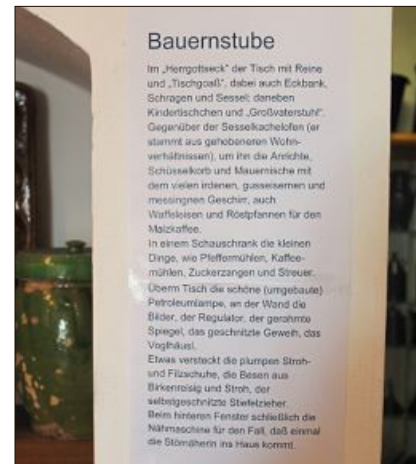 Bauernstube
Im „Herrgottseck" der Tisch mit Reine
und „Tischgoaß", dabei auch Eckbank,
Schragen und Sessel; daneben
Kindertischchen und „Großvaterstuhl".
Gegenüber der Sesselkachelofen (er
stammt aus gehobeneren Wohn-
verhältnissen), um ihn die Anrichte,
Schüsselkorb und Mauernische mit
dem vielen irdenen, gusseisernen und
messingnen Geschirr, auch
Waffeleisen und Röstpfannen für den
Malzkaffee.
In einem Schauschrank die kleinen
Dinge, wie Pfeffermühlen, Kaffee-
mühlen, Zuckerzangen und Streuer.
Überm Tisch die schöne (umgebaute)
Petroleumlampe, an der Wand die
Bilder, der Regulator, der gerahmte
Spiegel, das geschnitzte Geweih, das
Voglhäusl.
Etwas versteckt die plumpen Stroh-
und Filzschuhe, die Besen aus
Birkenreisig und Stroh, der
selbstgeschnitzte Stiefelzieher.
Beim hinteren Fenster schließlich die
Nähmaschine für den Fall, daß einmal
die Störnäherin ins Haus kommt.